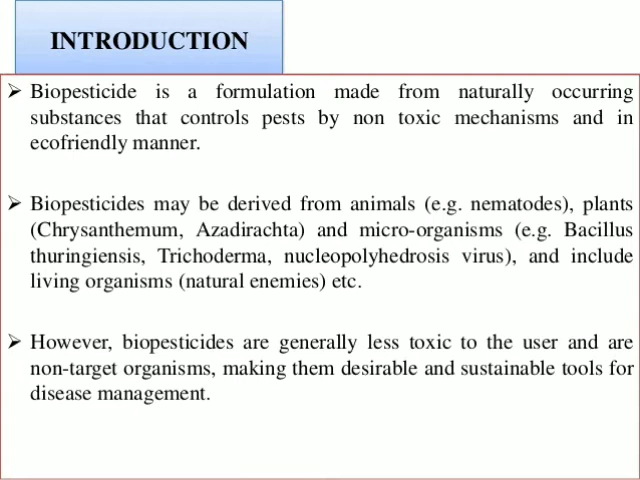 INTRODUCTION
➤ Biopesticide is a formulation made from naturally occurring
substances that controls pests by non toxic mechanisms and in
ecofriendly manner.
➤ Biopesticides may be derived from animals (e.g. nematodes), plants
(Chrysanthemum, Azadirachta) and micro-organisms (e.g. Bacillus
thuringiensis, Trichoderma, nucleopolyhedrosis virus), and include
living organisms (natural enemies) etc.
➤ However, biopesticides are generally less toxic to the user and are
non-target organisms, making them desirable and sustainable tools for
disease management.